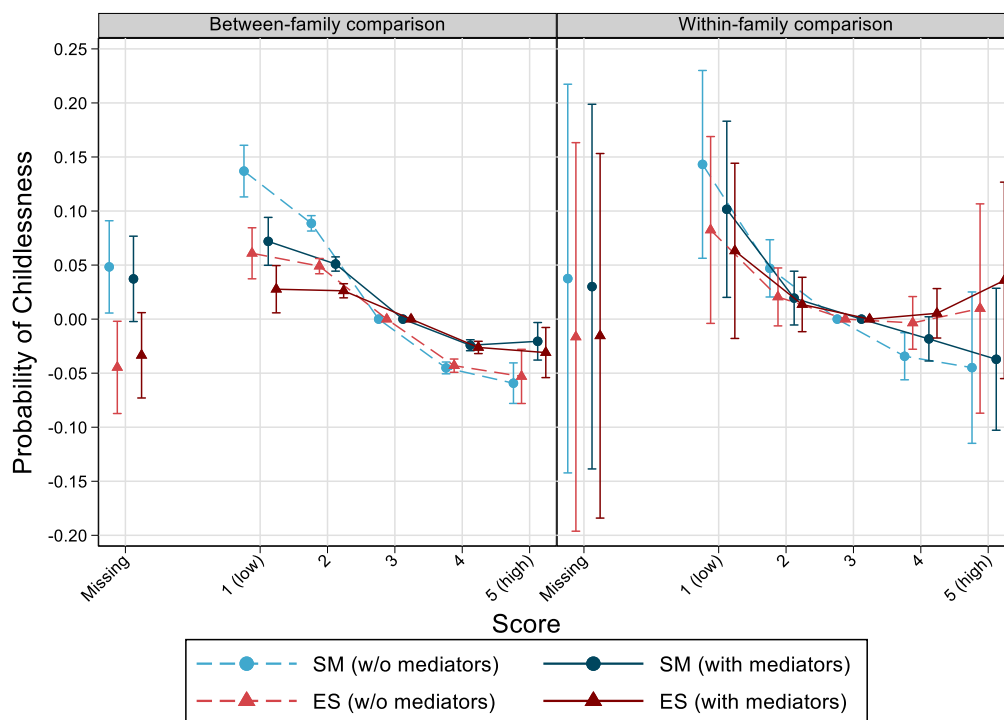 Between-family comparison
Within-family comparison
Probability of Childlessness
0.25
0.20
0.15
0.10
0.05
0.00
-0.05
-0.10
-0.15
-0.20
Missing
1 (low)
2
3
4
5 (high)
Missing
1 (low)
2
3
4
5 (high)
Score
SM (w/o mediators)
SM (with mediators)
ES (w/o mediators)
ES (with mediators)